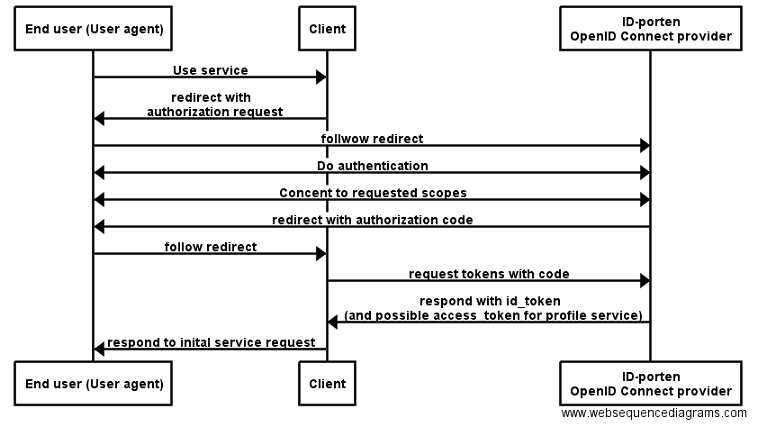 End user (User agent)
Client
ID-porten
OpenID Connect provider
Use service
redirect with
authorization request
follwow redirect
Do authentication
Concent to requested scopes
redirect with authorization code
follow redirect
request tokens with code
respond with id_token
(and possible access_token for profile service)
respond to inital service request
End user (User agent)
Client
ID-porten
OpenID Connect provider
www.websequencediagrams.com